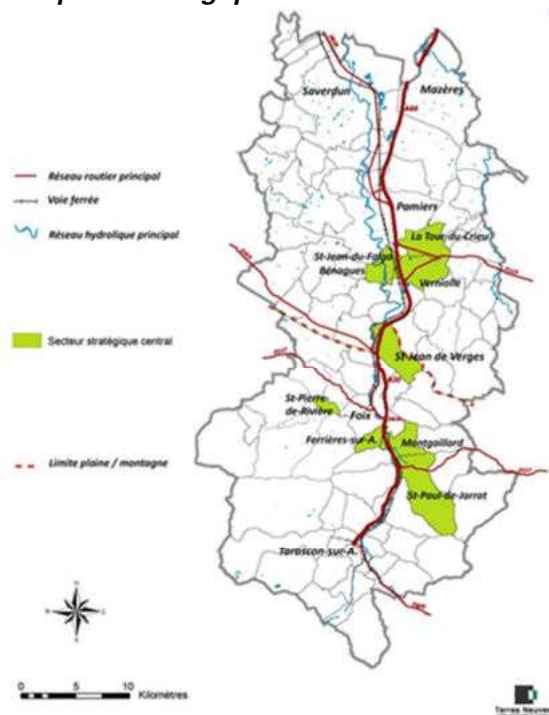 Saverdun
Mazères
Réseau routier principal
Voie ferrée
Réseau hydrolique principal
Pamiers
La Tour-du-Crieu
St-Jean-du-Falga
Bénagues
Verniolle
Secteur stratégique central
St-Jean de Verges
St-Pierre-
de-Rivière
Foix
Ferrières-sur-A.
Montgaillard
Limite plaine / montagne
St-Paul-de-Jarrat
Tarascon-sur-A.
0 5 10
Kilomètres
Terres Neuves